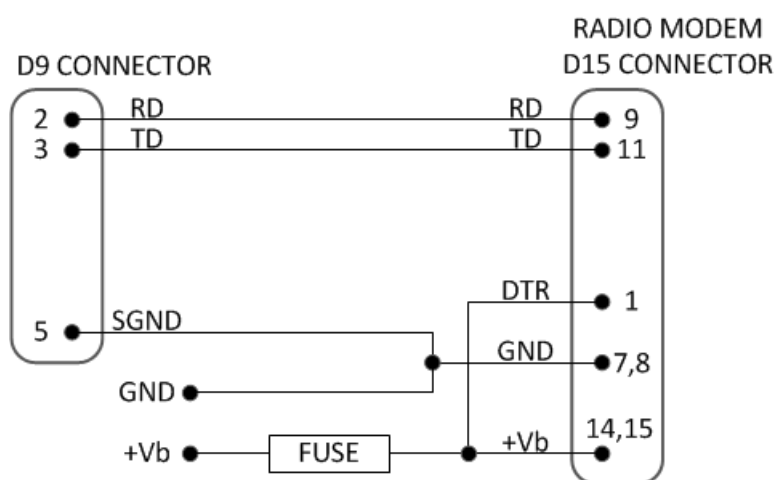 RADIO MODEM
D9 CONNECTOR D15 CONNECTOR
2 RD RD 9
3 TD TD 11
DTR 1
5 SGND
GND 7,8
GND
14,15
+Vb FUSE +Vb